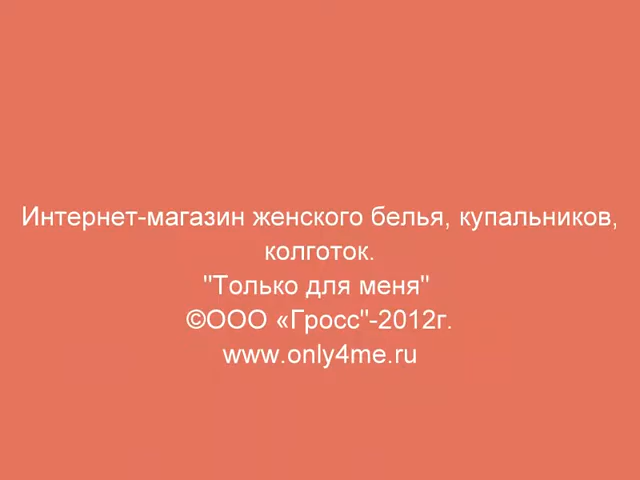 Интернет-магазин женского белья, купальников,
колготок.
"Только для меня"
©ООО «Гросс"-2012г.
www.only4me.ru